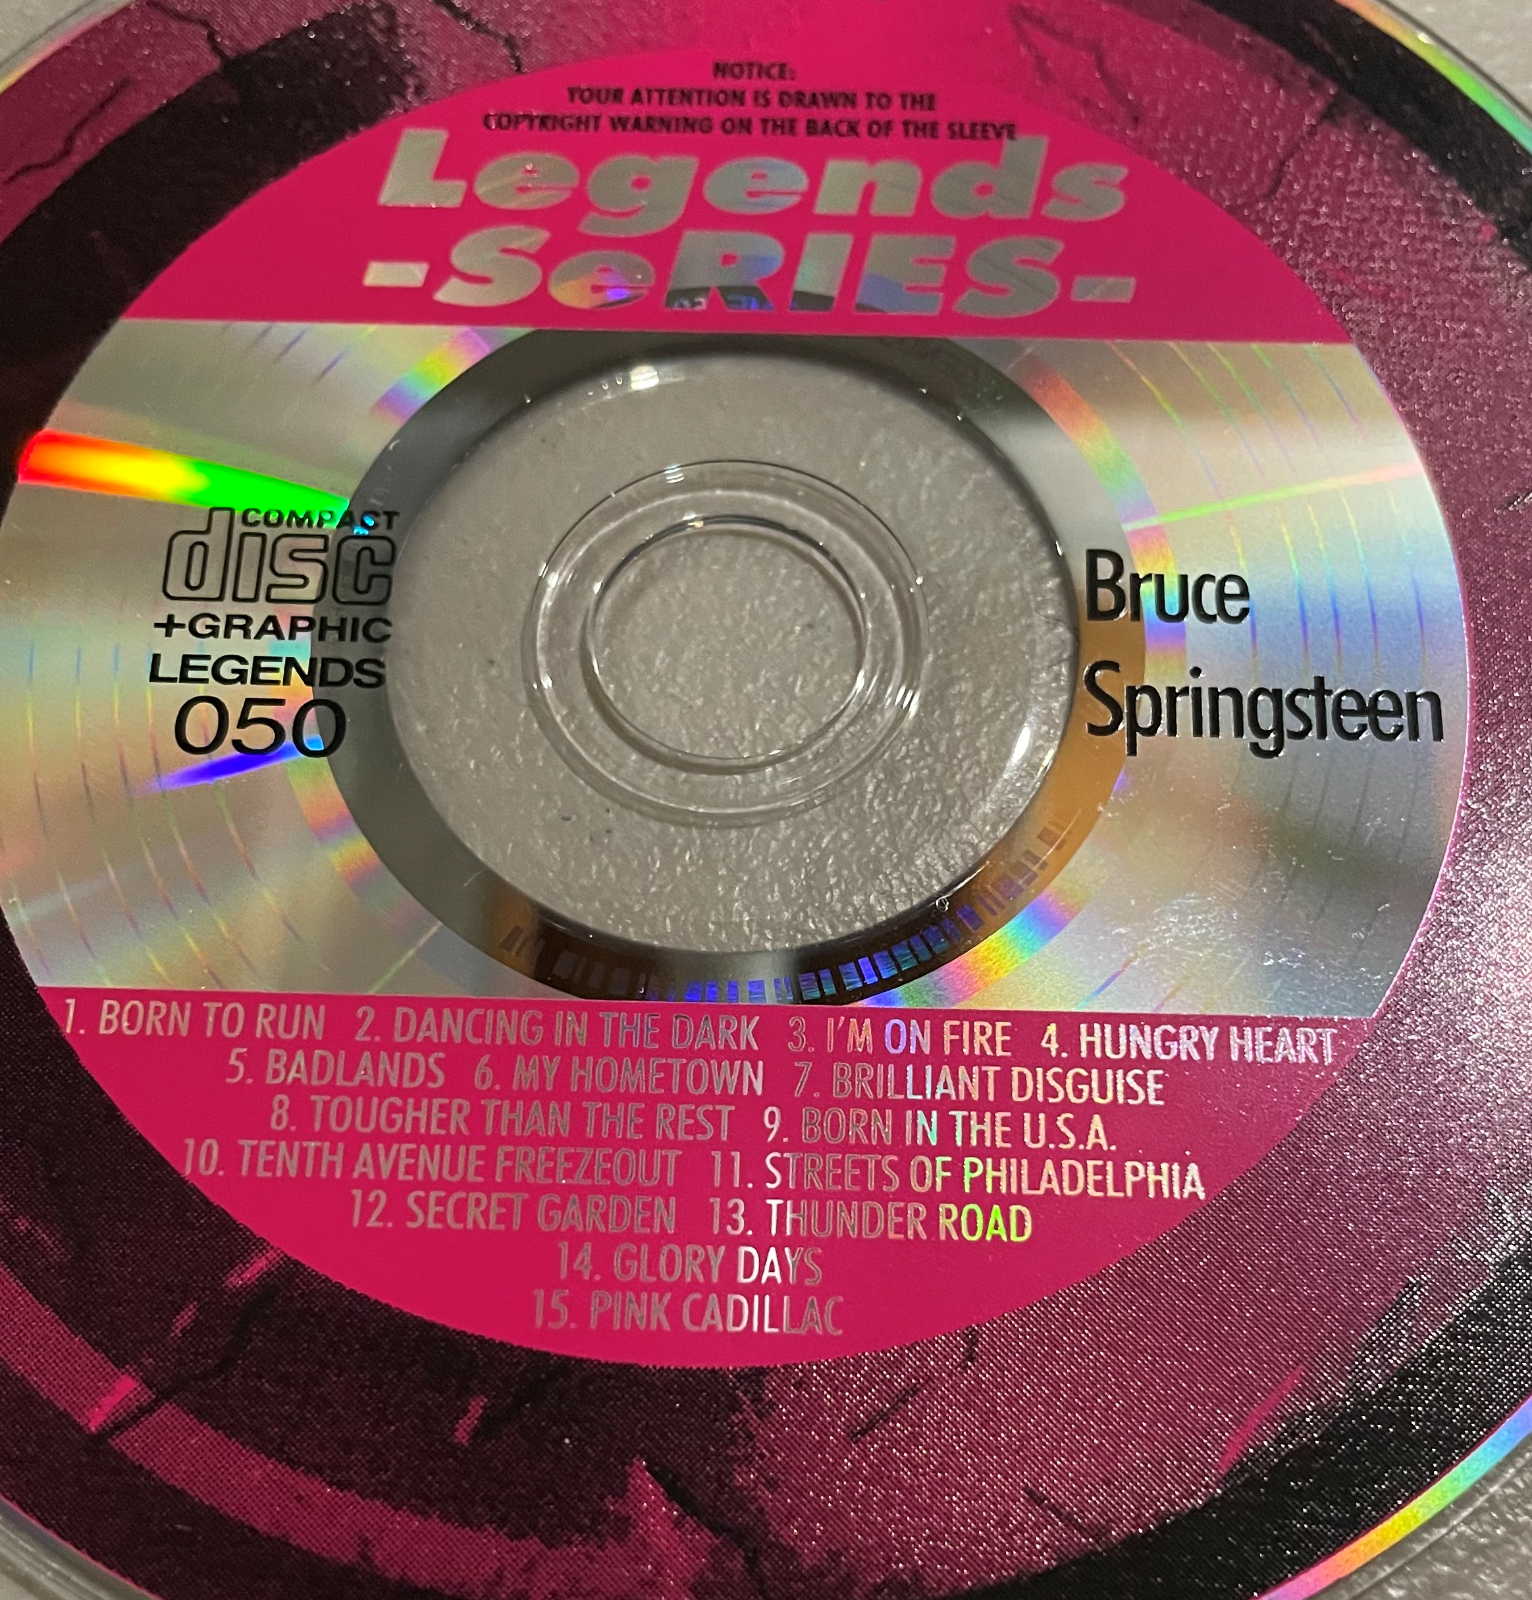 NOTICE:
YOUR ATTENTION IS DRAWN TO THE
COPYRIGHT WARNING ON THE BACK OF THE SLEEVE
Legends
-SeRIES-
COMPACT
disc
+GRAPHIC
LEGENDS
050
Bruce
Springsteen
1. BORN TO RUN 2. DANCING IN THE DARK 3. I'M ON FIRE 4. HUNGRY HEART
5. BADLANDS 6. MY HOMETOWN 7. BRILLIANT DISGUISE
8. TOUGHER THAN THE REST 9. BORN IN THE U.S.A.
10. TENTH AVENUE FREEZEOUT 11. STREETS OF PHILADELPHIA
12. SECRET GARDEN 13. THUNDER ROAD
14. GLORY DAYS
15. PINK CADILLAC